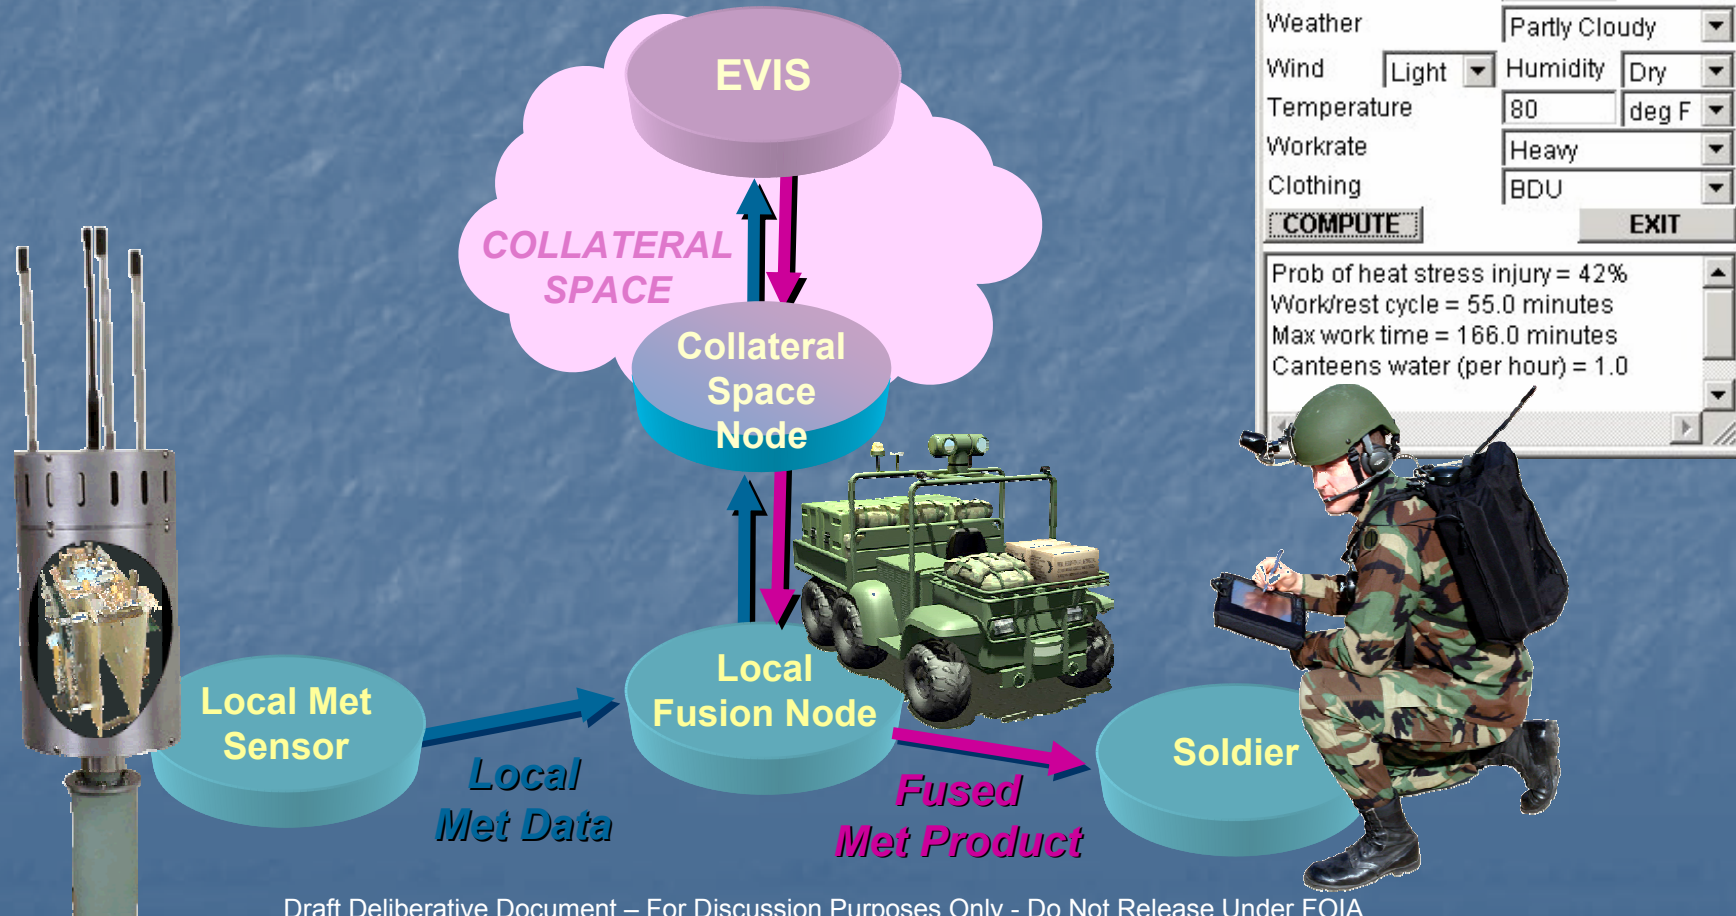 EVIS
COLLATERAL
SPACE
Collateral
Space
Node
Local
Fusion Node
Local Met
Sensor
Soldier
Local
Met Data
Fused
Met Product
Weather Partly Cloudy
Wind Light Humidity Dry
Temperature 80 deg F
Workrate Heavy
Clothing BDU
COMPUTE EXIT
Prob of heat stress injury = 42%
Work/rest cycle = 55.0 minutes
Max work time = 166.0 minutes
Canteens water (per hour) = 1.0
Draft Deliberative Document – For Discussion Purposes Only - Do Not Release Under FOIA